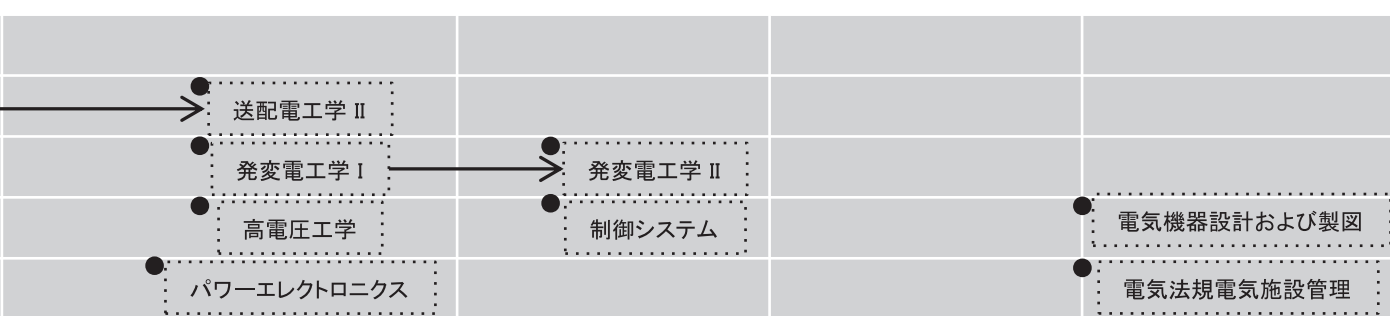 送配電工学 II
発変電工学 I
発変電工学 II
高電圧工学
制御システム
電気機器設計および製図
パワーエレクトロニクス
電気法規電気施設管理